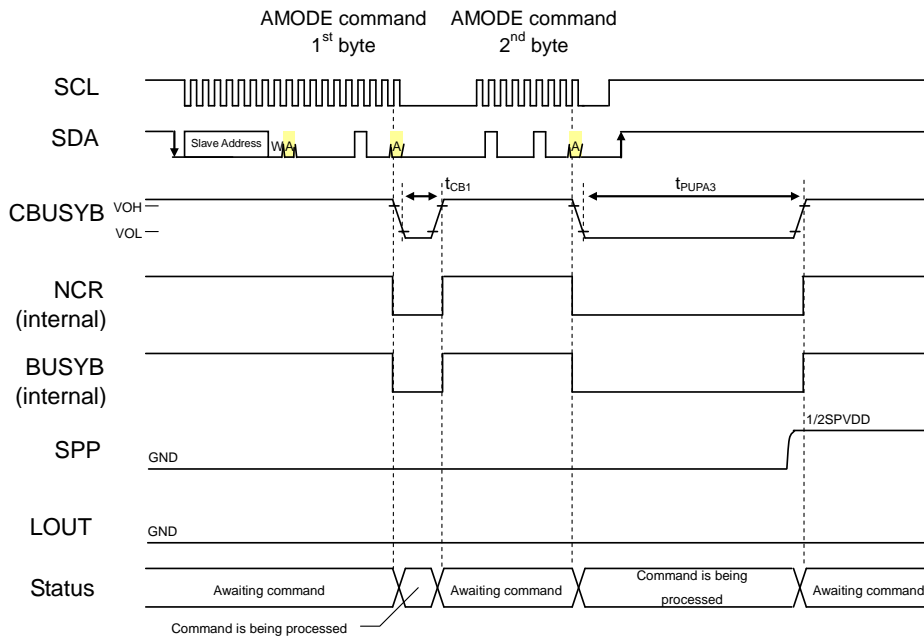 AMODE command
1st byte
AMODE command
2nd byte
SCL
SDA
Slave Address
W
A
A
A
tCB1
tPUPA3
CBUSYB
VOH
VOL
NCR
(internal)
BUSYB
(internal)
1/2SPVDD
SPP
GND
LOUT
GND
Status
Awaiting command
Awaiting command
Command is being
processed
Awaiting command
Command is being processed